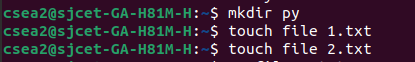 csea2@sjcet-GA-H81M-H:~$ mkdir py
csea2@sjcet-GA-H81M-H:~$ touch file 1.txt
csea2@sjcet-GA-H81M-H:~$ touch file 2.txt